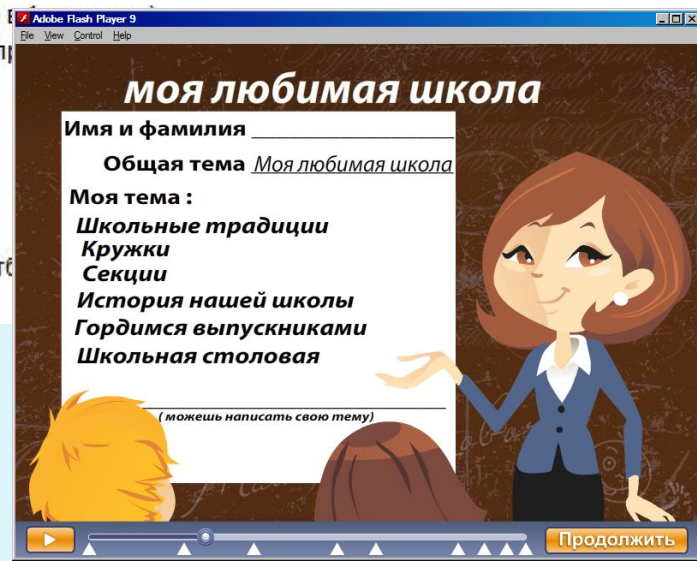 Adobe Flash Player 9
File View Control Help
моя любимая школа
Имя и фамилия ____________________
Общая тема Моя любимая школа
Моя тема :
Школьные традиции
Кружки
Секции
История нашей школы
Гордимся выпускниками
Школьная столовая
( можешь написать свою тему)
Продолжить